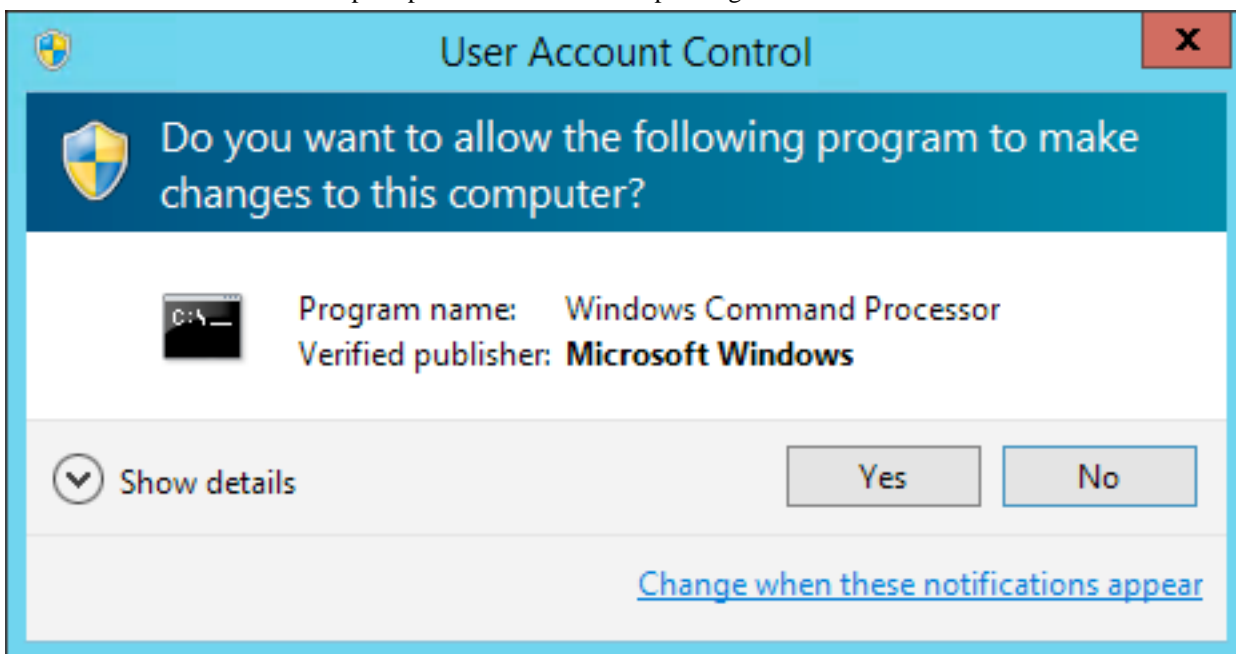 User Account Control
x
Do you want to allow the following program to make
changes to this computer?
C:\_
Program name: Windows Command Processor
Verified publisher: Microsoft Windows
Show details
Yes
No
Change when these notifications appear